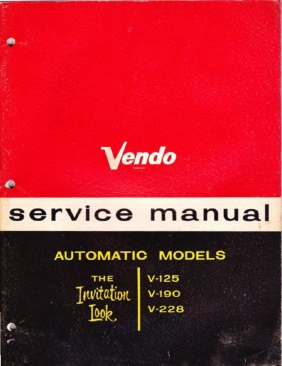 Vendo
service manual
AUTOMATIC MODELS
THE
Invitation
Look
V-125
V-190
V-228